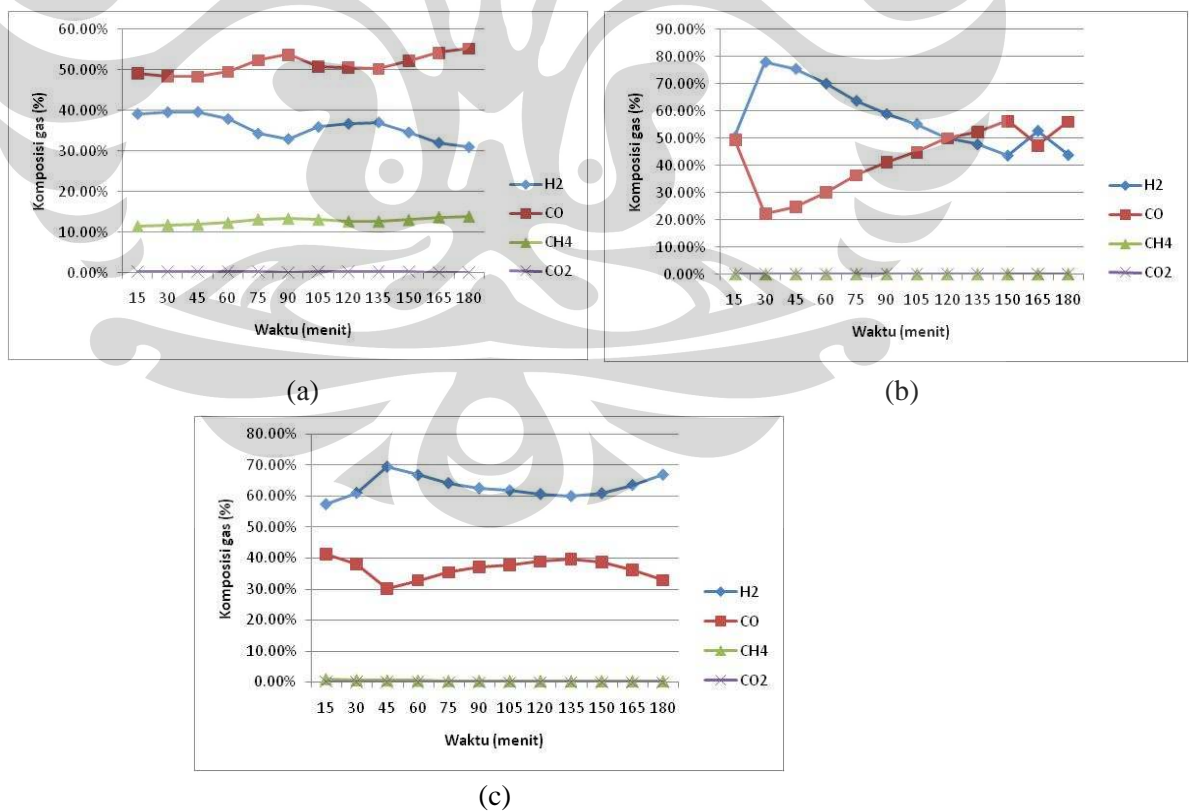 60.00%
50.00%
40.00%
30.00%
20.00%
10.00%
0.00%
Komposisi gas (%)
15 30 45 60 75 90 105 120 135 150 165 180
Waktu (menit)
H2
CO
CH4
CO2
(a)
90.00%
80.00%
70.00%
60.00%
50.00%
40.00%
30.00%
20.00%
10.00%
0.00%
Komposisi gas (%)
15 30 45 60 75 90 105 120 135 150 165 180
Waktu (menit)
H2
CO
CH4
CO2
(b)
80.00%
70.00%
60.00%
50.00%
40.00%
30.00%
20.00%
10.00%
0.00%
Komposisi gas (%)
15 30 45 60 75 90 105 120 135 150 165 180
Waktu (menit)
H2
CO
CH4
CO2
(c)